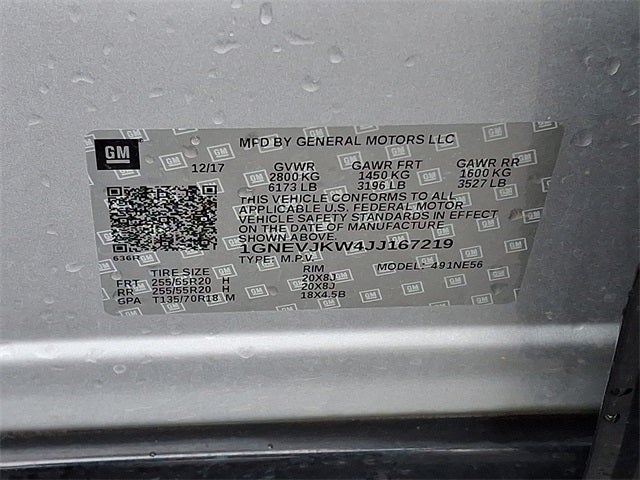 GM
MFD BY GENERAL MOTORS LLC
12/17 GVWR GAWR FRT GAWR RR
2800 KG 1450 KG 1600 KG
6173 LB 3196 LB 3527 LB
THIS VEHICLE CONFORMS TO ALL
APPLICABLE U.S. FEDERAL MOTOR
VEHICLE SAFETY STANDARDS IN EFFECT
ON THE DATE OF MANUFACTURE
SHOWN ABOVE.
1GNEVJKW4JJ167219
636R TYPE: M.P.V. MODEL: 491NE56
TIRE SIZE RIM
FRT 255/55R20 H 20X8J
RR 255/55R20 H 20X8J
GPA T135/70R18 M 18X4.5B